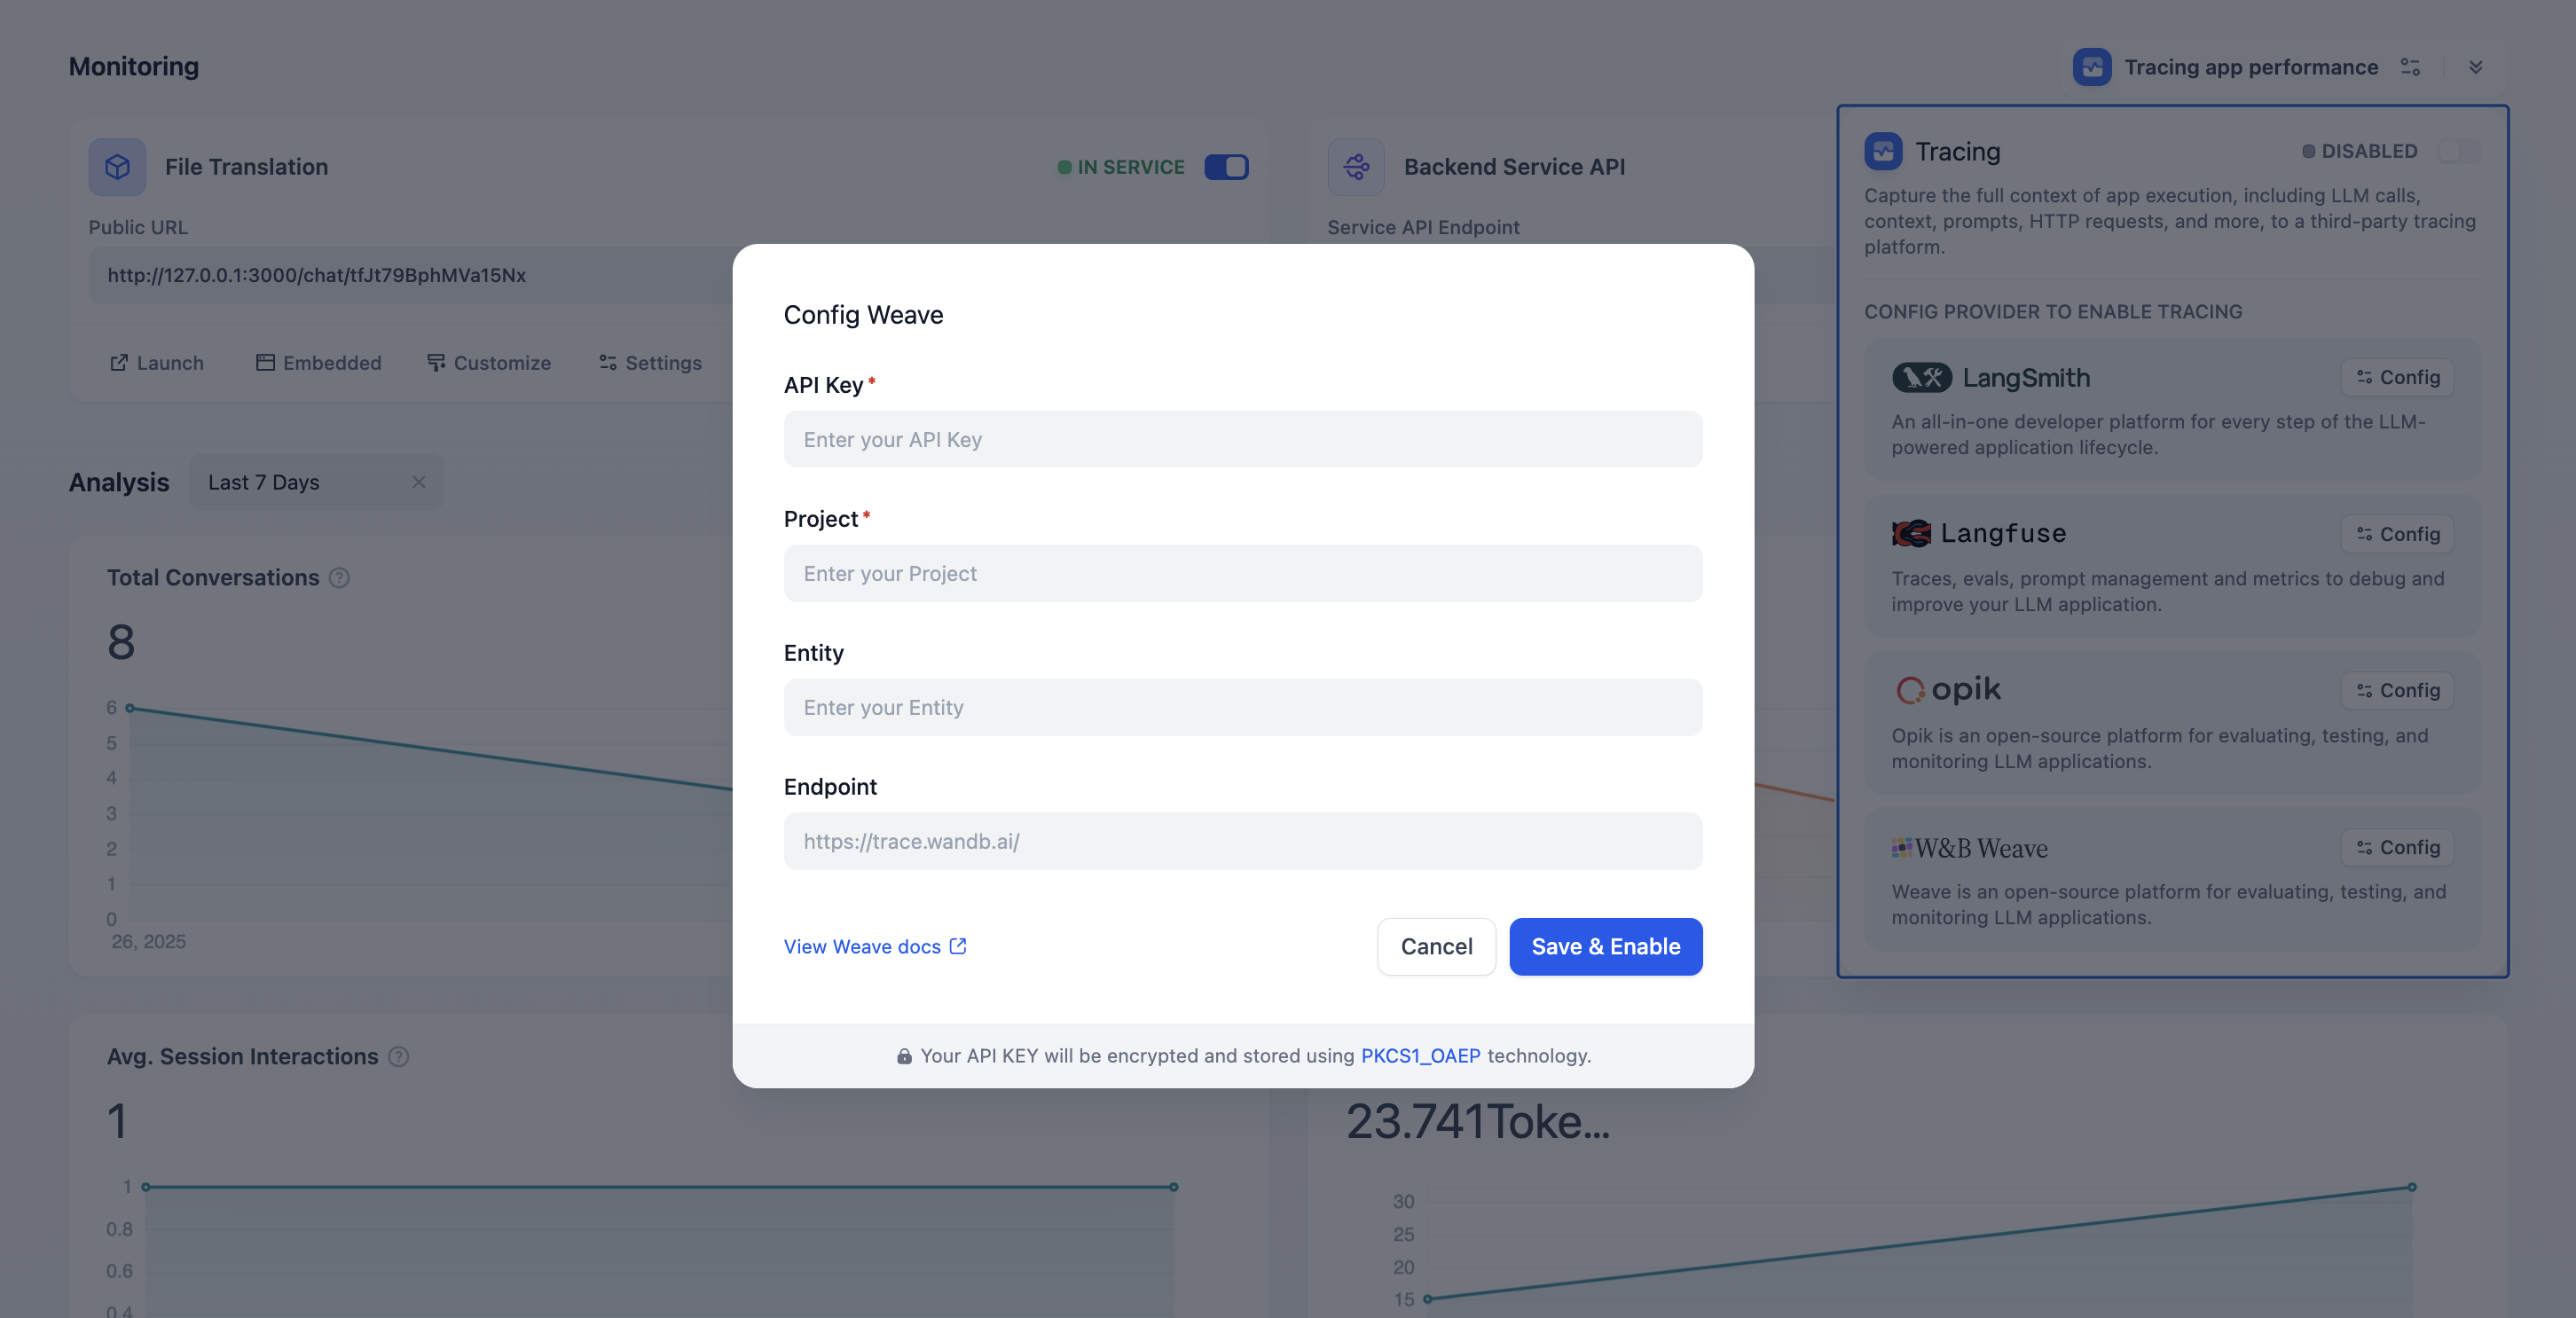 Monitoring
Tracing app performance
File Translation
IN SERVICE
Public URL
http://127.0.0.1:3000/chat/tfJt79BphMVa15Nx
Launch
Embedded
Customize
Settings
Backend Service API
Service API Endpoint
Tracing
DISABLED
Capture the full context of app execution, including LLM calls,
context, prompts, HTTP requests, and more, to a third-party tracing
platform.
CONFIG PROVIDER TO ENABLE TRACING
LangSmith
Config
An all-in-one developer platform for every step of the LLM-
powered application lifecycle.
Langfuse
Config
Traces, evals, prompt management and metrics to debug and
improve your LLM application.
opik
Config
Opik is an open-source platform for evaluating, testing, and
monitoring LLM applications.
W&B Weave
Config
Weave is an open-source platform for evaluating, testing, and
monitoring LLM applications.
Config Weave
API Key*
Enter your API Key
Project*
Enter your Project
Entity
Enter your Entity
Endpoint
https://trace.wandb.ai/
View Weave docs
Cancel
Save & Enable
Your API KEY will be encrypted and stored using PKCS1_OAEP technology.
Analysis
Last 7 Days
Total Conversations
8
6
5
4
3
2
1
0
26, 2025
Avg. Session Interactions
1
1
0.8
0.6
0.4
23.741Toke...
30
25
20
15